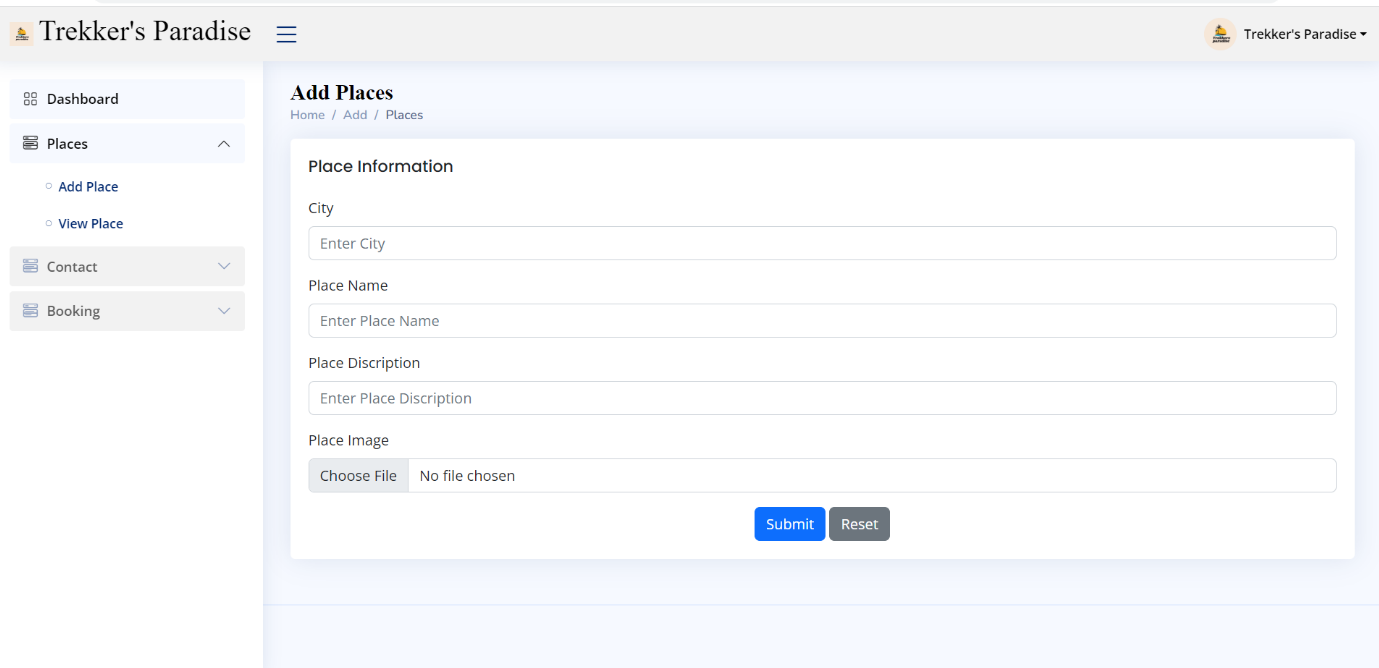 Trekker's Paradise
Trekker's Paradise
Dashboard
Places
Add Place
View Place
Contact
Booking
Add Places
Home / Add / Places
Place Information
City
Enter City
Place Name
Enter Place Name
Place Discription
Enter Place Discription
Place Image
Choose File No file chosen
Submit Reset